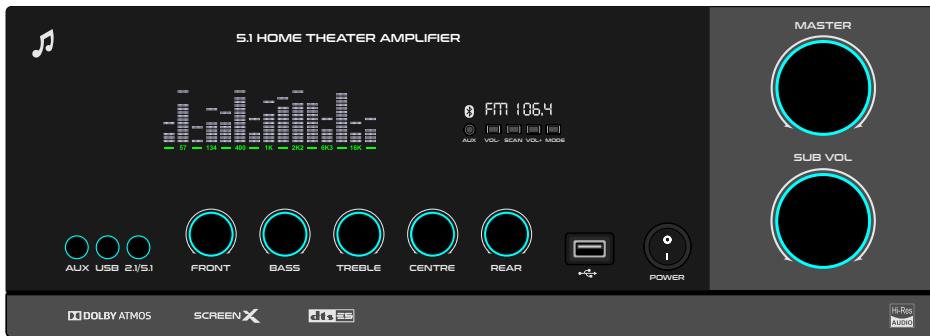 MASTER
5.1 HOME THEATER AMPLIFIER
FM 106.4
AUX VOL- SCAN VOL+ MODE
57 134 400 1K 2K2 6K3 16K
SUB VOL
AUX USB 2.1/5.1
FRONT BASS TREBLE CENTRE REAR
POWER
DOLBY ATMOS
SCREENX
dts ES
Hi-Res
AUDIO